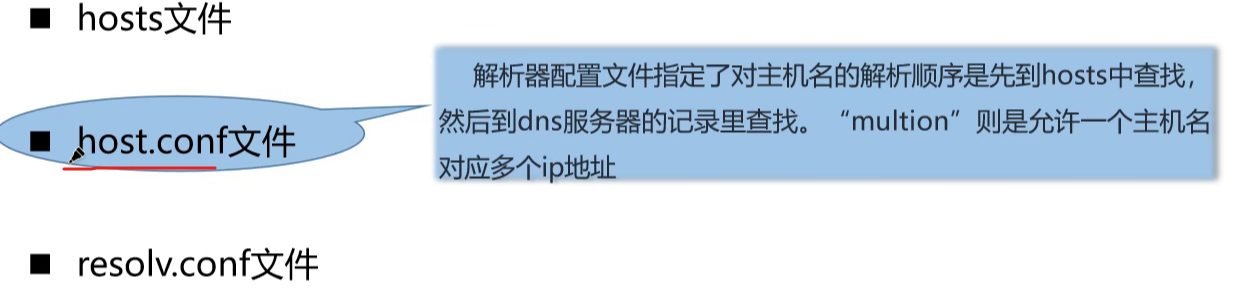 ■ hosts文件
解析器配置文件指定了对主机名的解析顺序是先到hosts中查找，
然后到dns服务器的记录里查找。“multion”则是允许一个主机名
对应多个ip地址
■ host.conf文件
■ resolv.conf文件